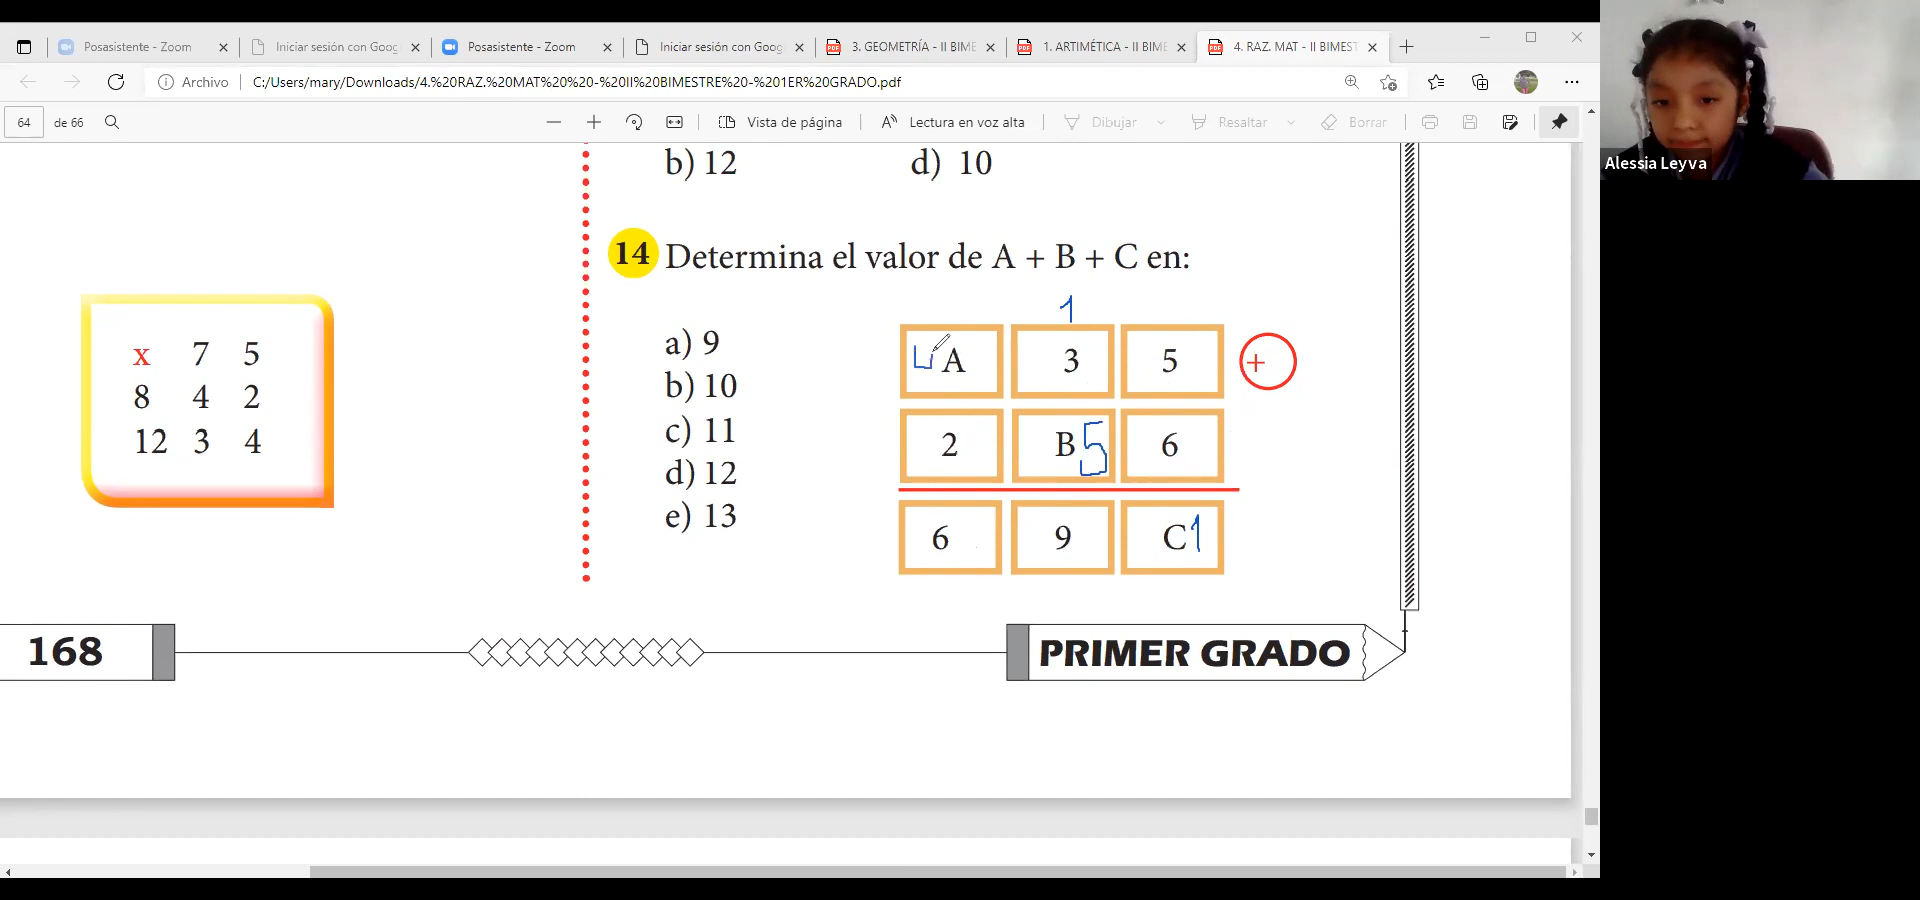 Posasistente - Zoom
Iniciar sesión con Goog
Posasistente - Zoom
Iniciar sesión con Goog
3. GEOMETRÍA - II BIME
1. ARTIMÉTICA - II BIME
4. RAZ. MAT - II BIMEST
Archivo
C:/Users/mary/Downloads/4.%20RAZ.%20MAT%20%20-%20II%20BIMESTRE%20-%201ER%20GRADO.pdf
64 de 66
Vista de página
Lectura en voz alta
Dibujar
Resaltar
Borrar
Alessia Leyva
b) 12 d) 10
14 Determina el valor de A + B + C en:
a) 9
b) 10
c) 11
d) 12
e) 13
1
4 A 3 5 +
2 B 5 6
6 9 C 1
x 7 5
8 4 2
12 3 4
168
PRIMER GRADO